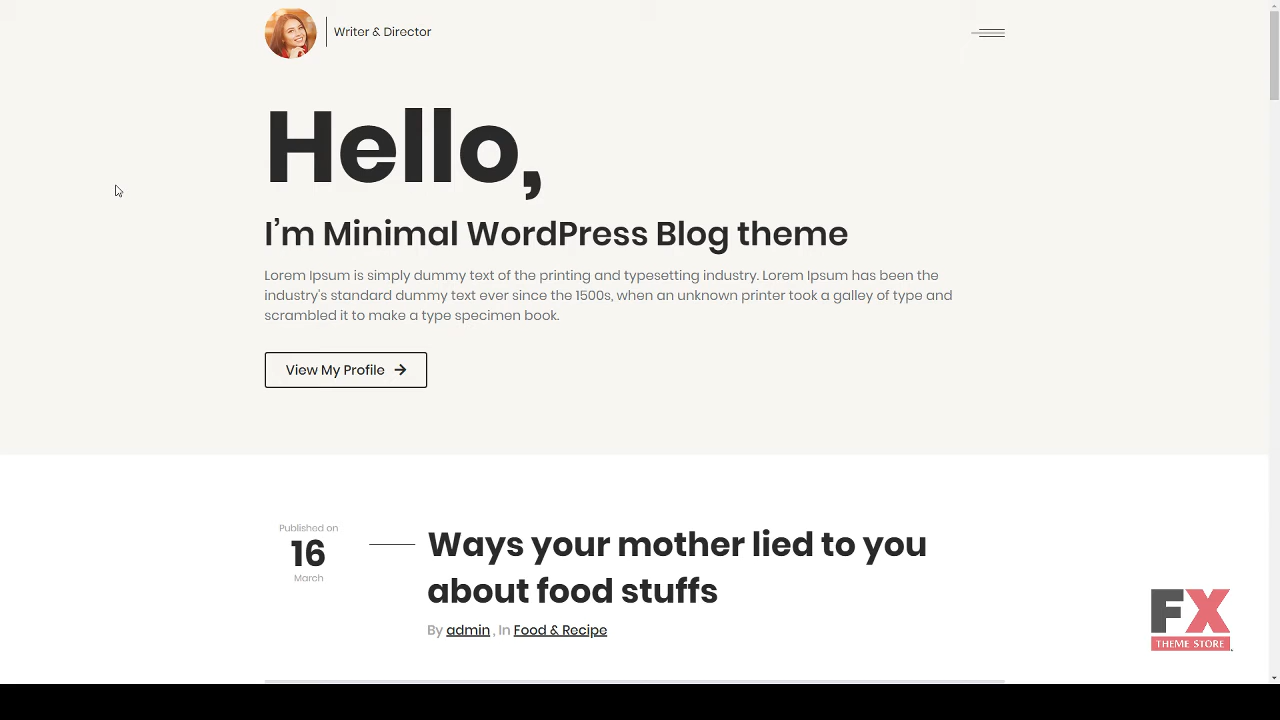 Writer & Director
Hello,
I'm Minimal WordPress Blog theme
Lorem Ipsum is simply dummy text of the printing and typesetting industry. Lorem Ipsum has been the
industry's standard dummy text ever since the 1500s, when an unknown printer took a galley of type and
scrambled it to make a type specimen book.
View My Profile
Published on
16
March
Ways your mother lied to you
about food stuffs
By admin , In Food & Recipe
FX
THEME STORE